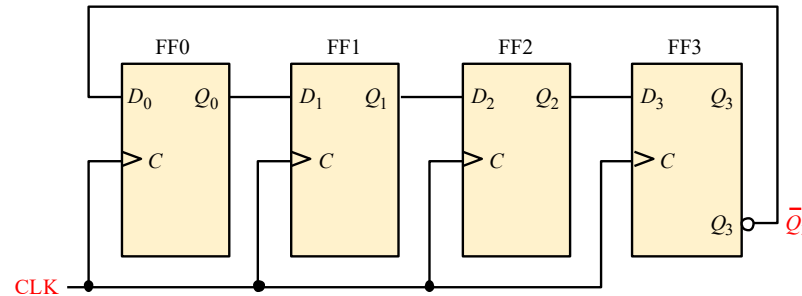 FF0 FF1 FF2 FF3
D0 Q0 D1 Q1 D2 Q2 D3 Q3
C C C C
Q3 Q̅
CLK